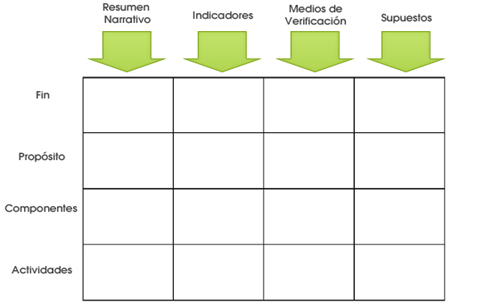 Resumen
Narrativo
Indicadores
Medios de
Verificación
Supuestos
Fin
Propósito
Componentes
Actividades